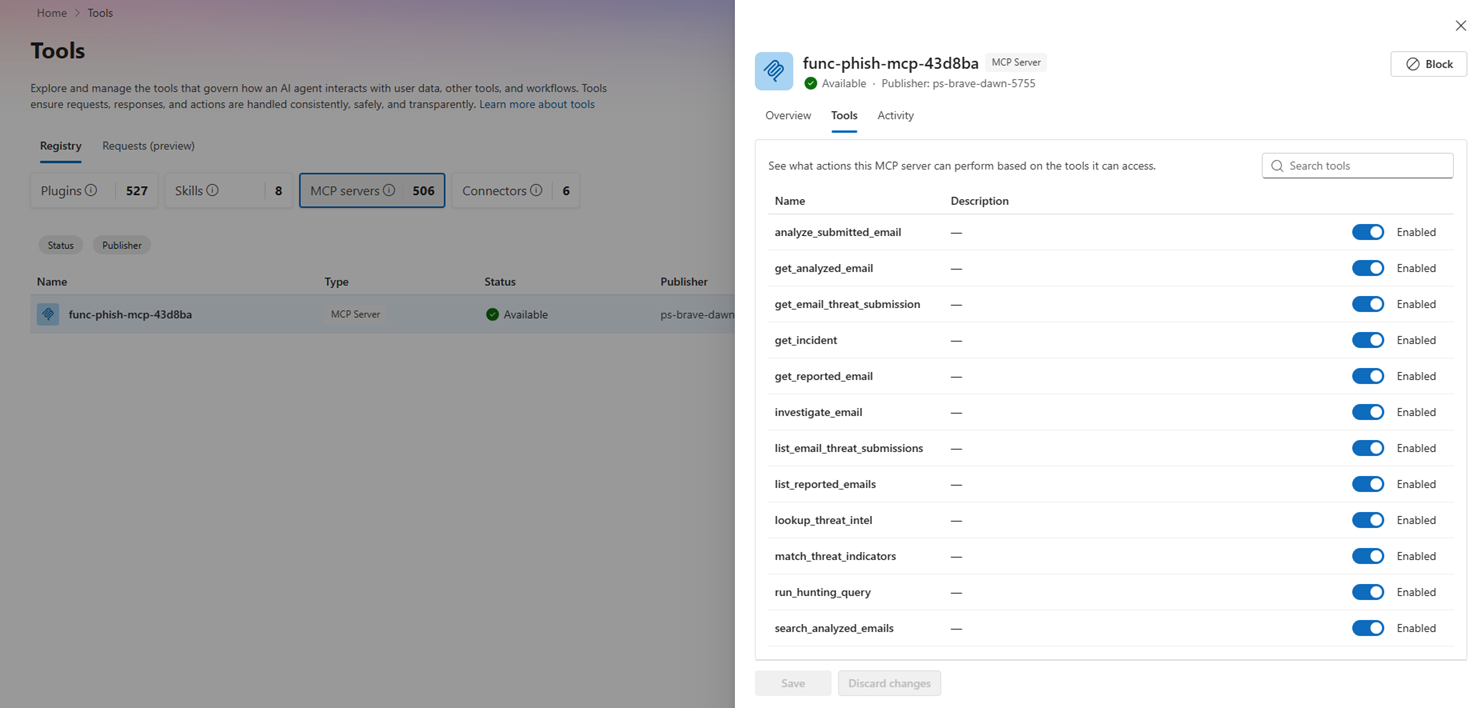 Home > Tools
Tools
Explore and manage the tools that govern how an AI agent interacts with user data, other tools, and workflows. Tools
ensure requests, responses, and actions are handled consistently, safely, and transparently. Learn more about tools
Registry Requests (preview)
Plugins 527 Skills 8 MCP servers 506 Connectors 6
Status Publisher
Name Type Status Publisher
func-phish-mcp-43d8ba MCP Server Available ps-brave-dawn
func-phish-mcp-43d8ba MCP Server
Block
Available · Publisher: ps-brave-dawn-5755
Overview Tools Activity
See what actions this MCP server can perform based on the tools it can access. Search tools
Name Description
analyze_submitted_email — Enabled
get_analyzed_email — Enabled
get_email_threat_submission — Enabled
get_incident — Enabled
get_reported_email — Enabled
investigate_email — Enabled
list_email_threat_submissions — Enabled
list_reported_emails — Enabled
lookup_threat_intel — Enabled
match_threat_indicators — Enabled
run_hunting_query — Enabled
search_analyzed_emails — Enabled
Save Discard changes